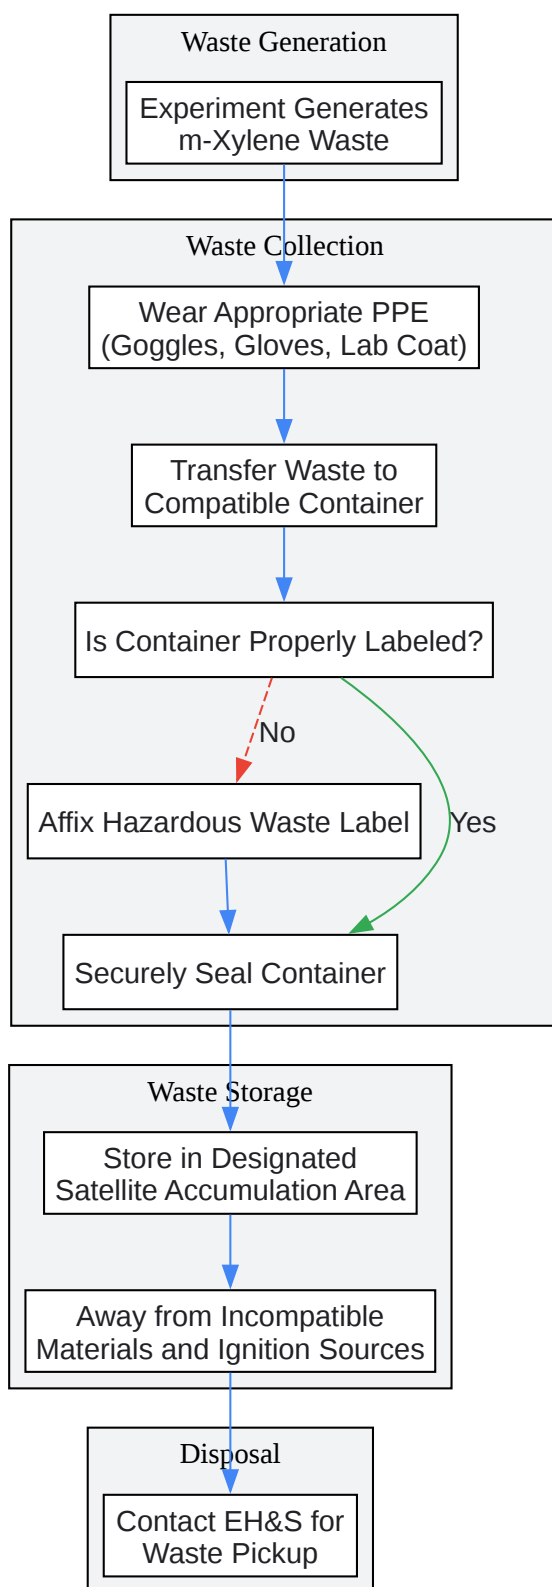 Waste Generation
Experiment Generates
m-Xylene Waste
Waste Collection
Wear Appropriate PPE
(Goggles, Gloves, Lab Coat)
Transfer Waste to
Compatible Container
Is Container Properly Labeled?
No
Affix Hazardous Waste Label
Yes
Securely Seal Container
Waste Storage
Store in Designated
Satellite Accumulation Area
Away from Incompatible
Materials and Ignition Sources
Disposal
Contact EH&S for
Waste Pickup